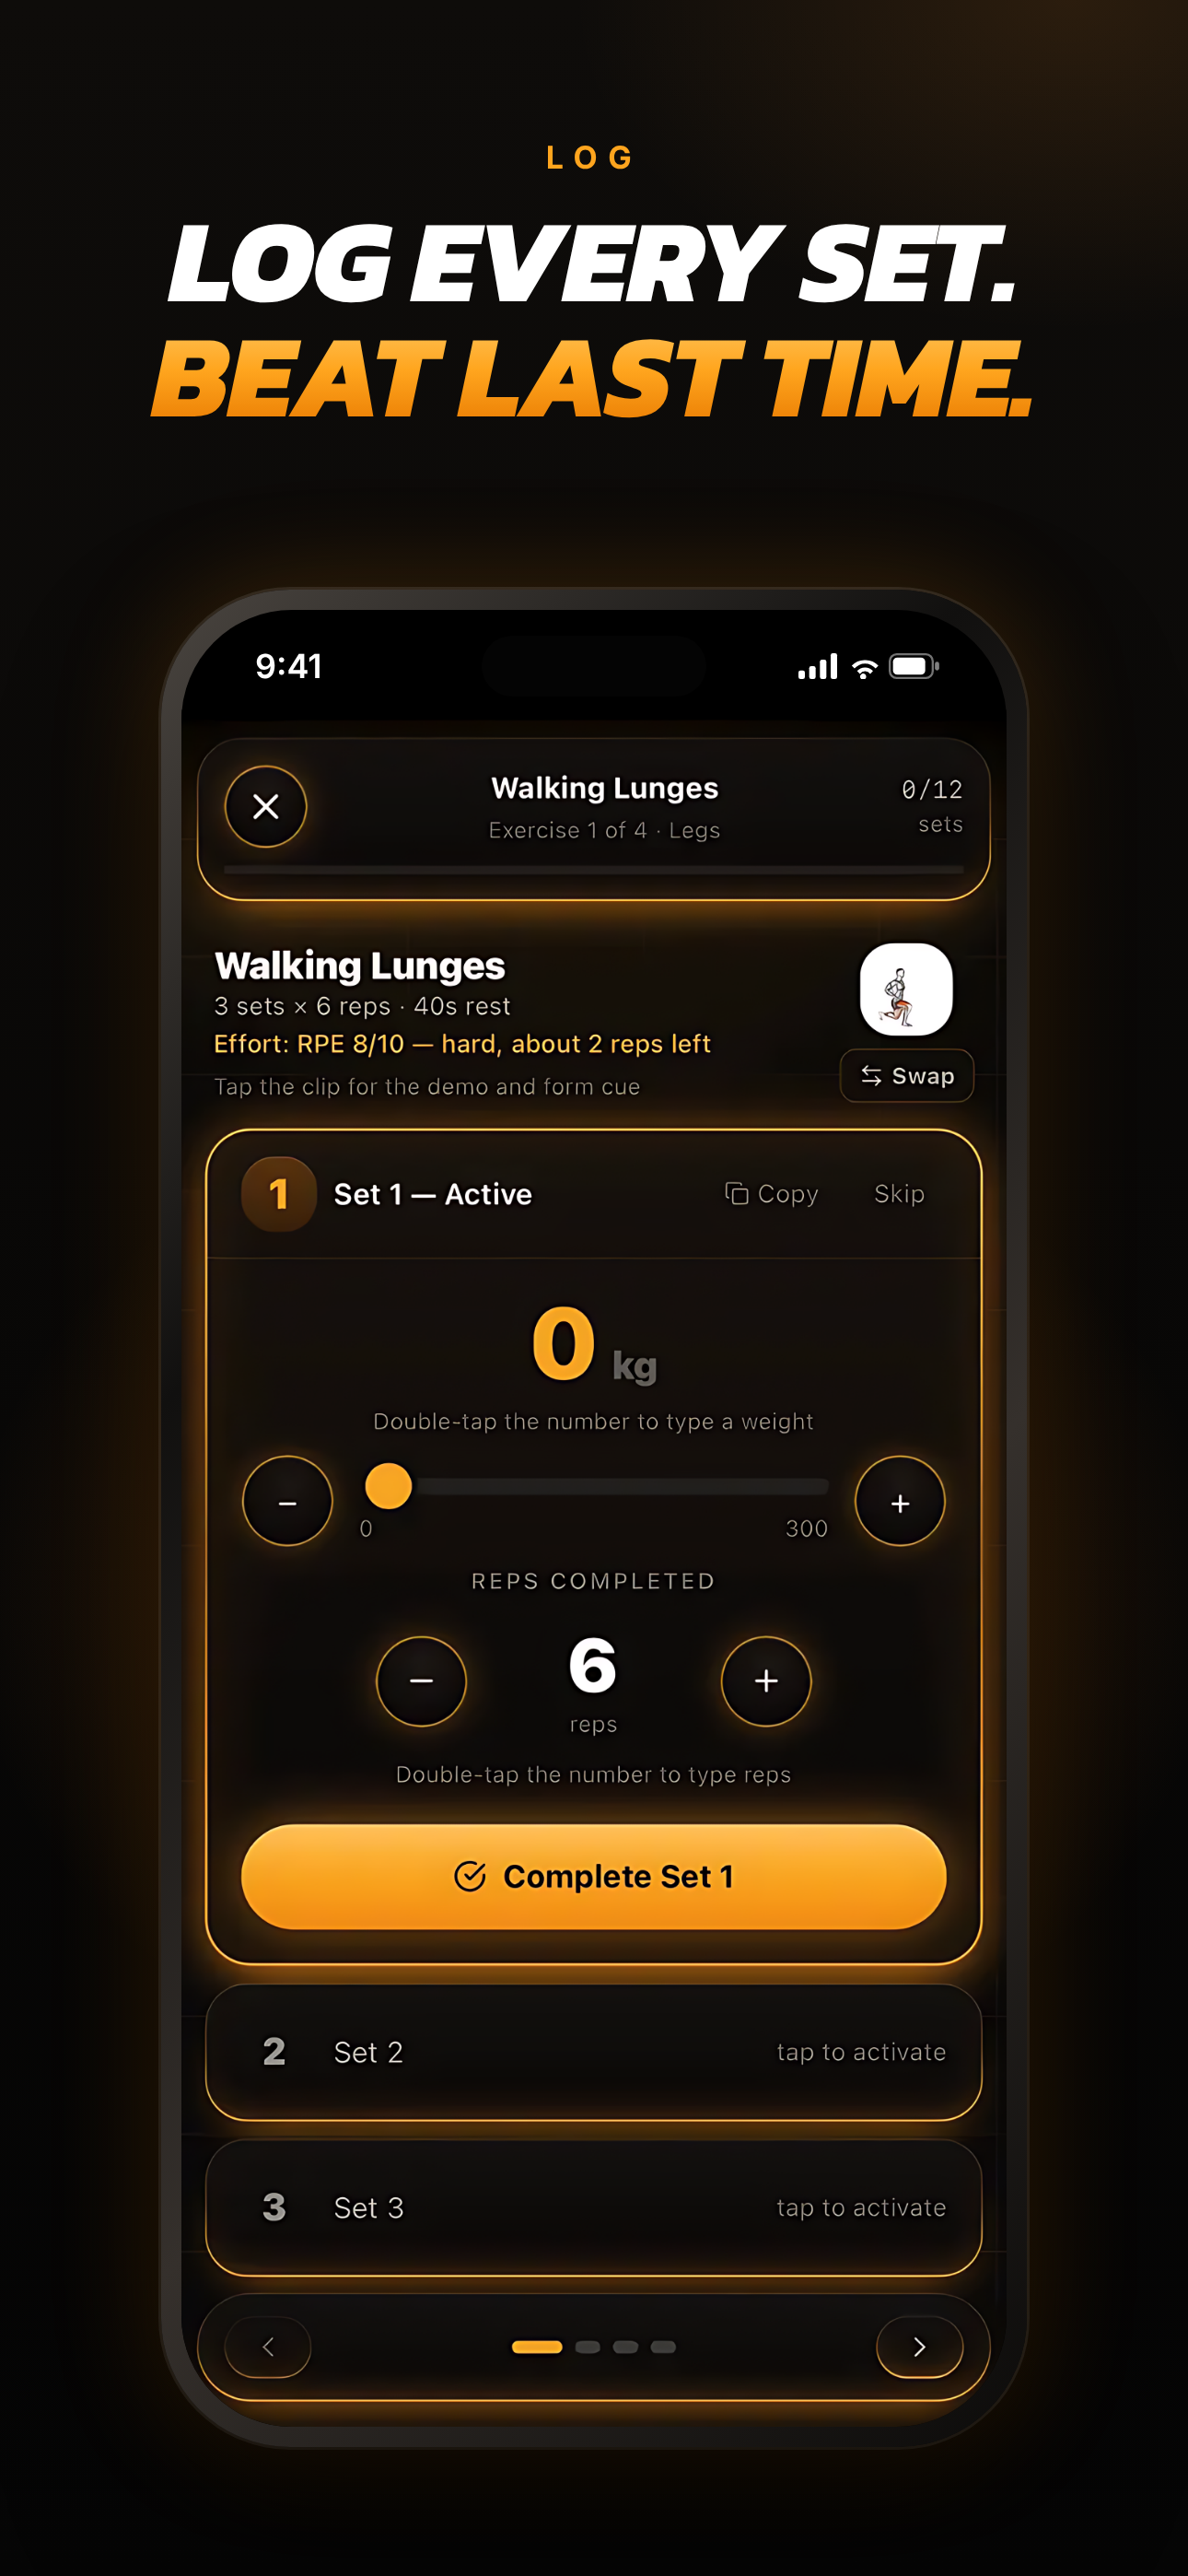 LOG
LOG EVERY SET.
BEAT LAST TIME.
9:41
Walking Lunges
0/12
Exercise 1 of 4 · Legs
sets
Walking Lunges
3 sets × 6 reps · 40s rest
Effort: RPE 8/10 — hard, about 2 reps left
Tap the clip for the demo and form cue
Swap
1 Set 1 — Active Copy Skip
0 kg
Double-tap the number to type a weight
− +
0 300
REPS COMPLETED
− 6 +
reps
Double-tap the number to type reps
Complete Set 1
2 Set 2 tap to activate
3 Set 3 tap to activate